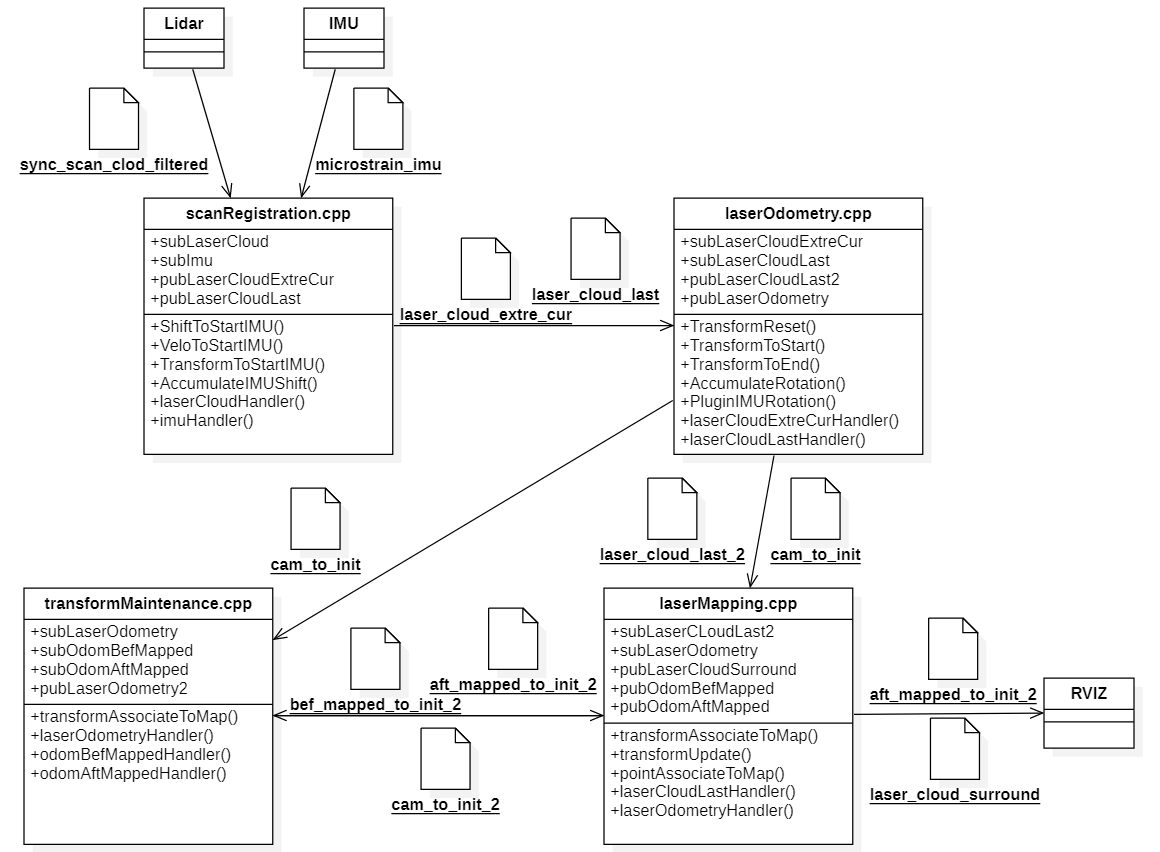 Lidar
IMU
sync_scan_clod_filtered
microstrain_imu
scanRegistration.cpp
+subLaserCloud
+subImu
+pubLaserCloudExtreCur
+pubLaserCloudLast
+ShiftToStartIMU()
+VeloToStartIMU()
+TransformToStartIMU()
+AccumulateIMUShift()
+laserCloudHandler()
+imuHandler()
laser_cloud_last
laser_cloud_extre_cur
laserOdometry.cpp
+subLaserCloudExtreCur
+subLaserCloudLast
+pubLaserCloudLast2
+pubLaserOdometry
+TransformReset()
+TransformToStart()
+TransformToEnd()
+AccumulateRotation()
+PluginIMURotation()
+laserCloudExtreCurHandler()
+laserCloudLastHandler()
cam_to_init
laser_cloud_last_2
cam_to_init
transformMaintenance.cpp
+subLaserOdometry
+subOdomBefMapped
+subOdomAftMapped
+pubLaserOdometry2
+transformAssociateToMap()
+laserOdometryHandler()
+odomBefMappedHandler()
+odomAftMappedHandler()
aft_mapped_to_init_2
bef_mapped_to_init_2
cam_to_init_2
laserMapping.cpp
+subLaserCLoudLast2
+subLaserOdometry
+pubLaserCloudSurround
+pubOdomBefMapped
+pubOdomAftMapped
+transformAssociateToMap()
+transformUpdate()
+pointAssociateToMap()
+laserCloudLastHandler()
+laserOdometryHandler()
aft_mapped_to_init_2
laser_cloud_surround
RVIZ